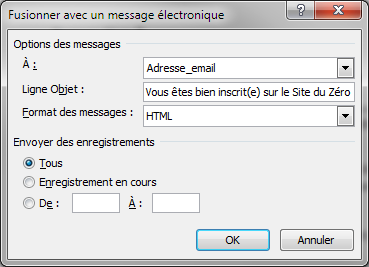 Fusionner avec un message électronique
Options des messages
À : Adresse_email
Ligne Objet : Vous êtes bien inscrit(e) sur le Site du Zéro
Format des messages : HTML
Envoyer des enregistrements
Tous
Enregistrement en cours
De : À :
OK Annuler